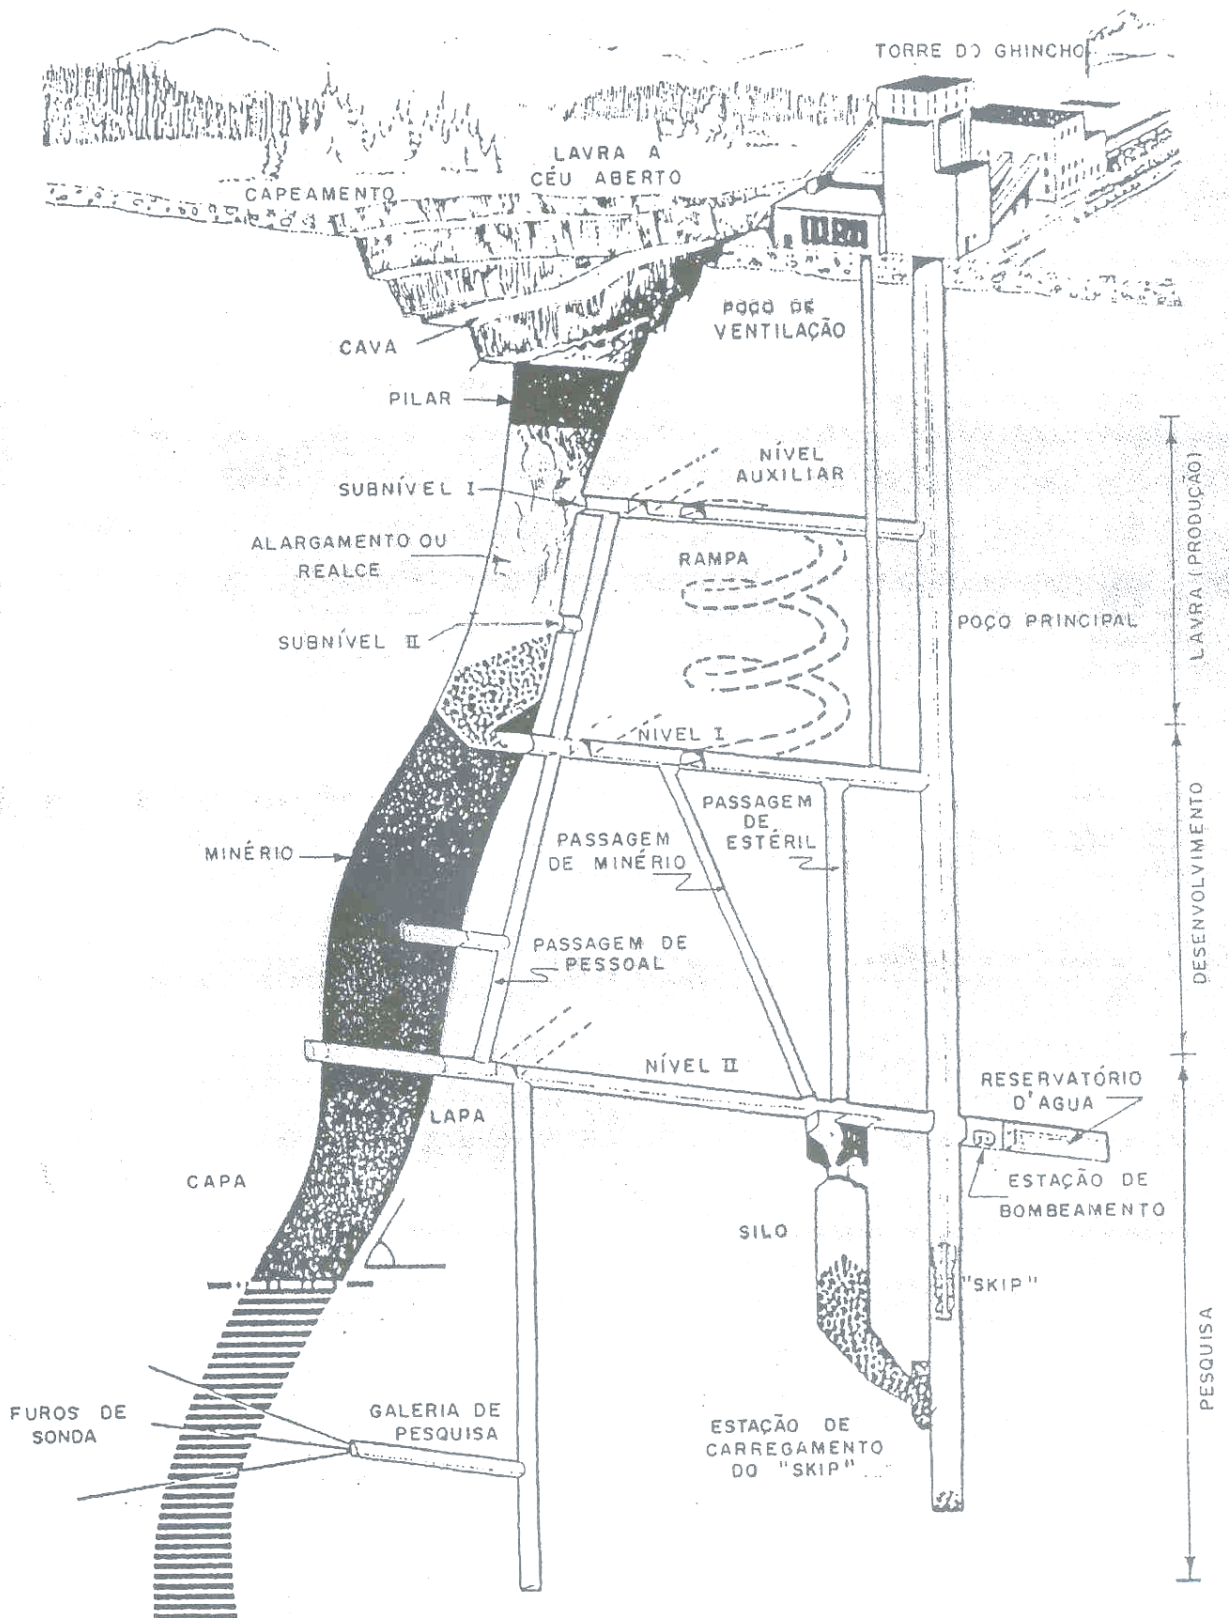 TORRE DO GHINCHO
LAVRA A
CÉU ABERTO
CAPEAMENTO
POÇO DE
VENTILAÇÃO
CAVA
PILAR
NÍVEL
AUXILIAR
SUBNÍVEL I
ALARGAMENTO OU
REALCE
RAMPA
LAVRA (PRODUÇÃO)
POÇO PRINCIPAL
SUBNÍVEL II
NÍVEL I
PASSAGEM
DE
ESTÉRIL
PASSAGEM
DE MINÉRIO
MINÉRIO
DESENVOLVIMENTO
PASSAGEM DE
PESSOAL
NÍVEL II
RESERVATÓRIO
D'AGUA
LAPA
CAPA
ESTAÇÃO DE
BOMBEAMENTO
SILO
"SKIP"
PESQUISA
FUROS DE
SONDA
GALERIA DE
PESQUISA
ESTAÇÃO DE
CARREGAMENTO
DO "SKIP"